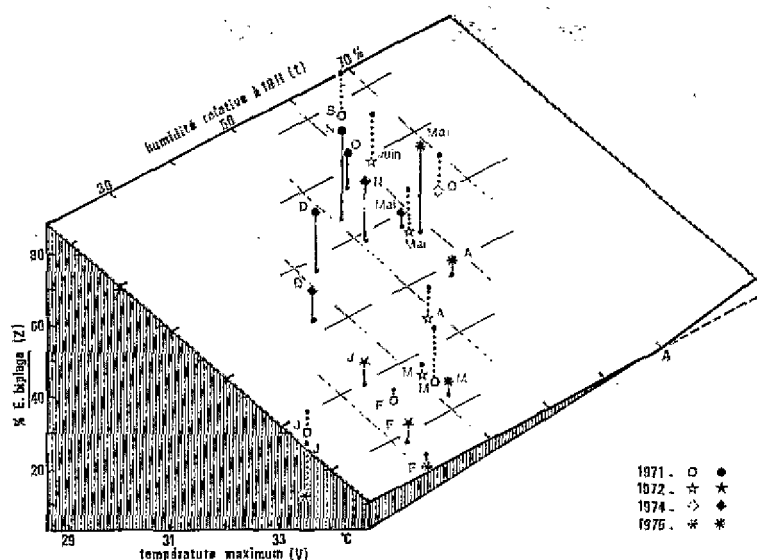 humidité relative à 18H (t)
30
50
70 %
S
O
Juin
Mai
N
O
D
Mai
Mai
A
D
A
J
M
M
M
F
F
J
J
F
A
80
60
40
20
% E. biplaga (Z)
29
31
33
°C
température maximum (V)
1971 -
1972 -
1974 -
1975 -